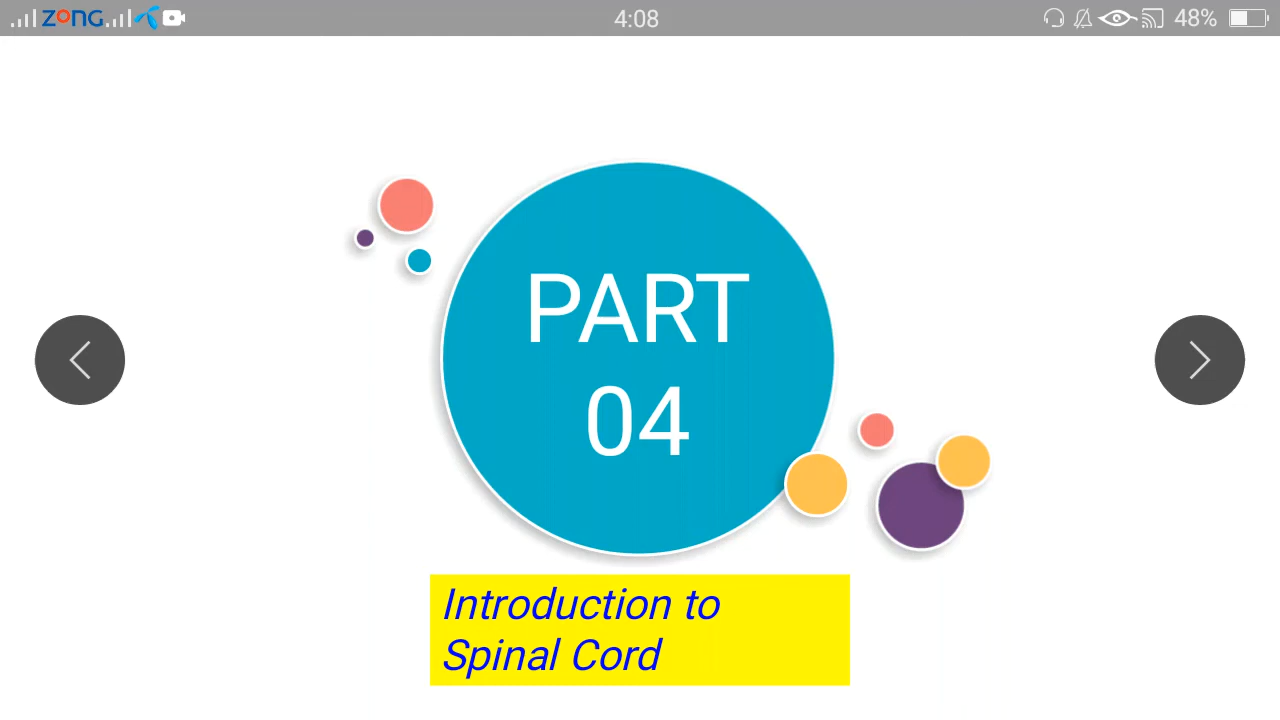 ZONG
4:08
48%
PART
04
Introduction to
Spinal Cord